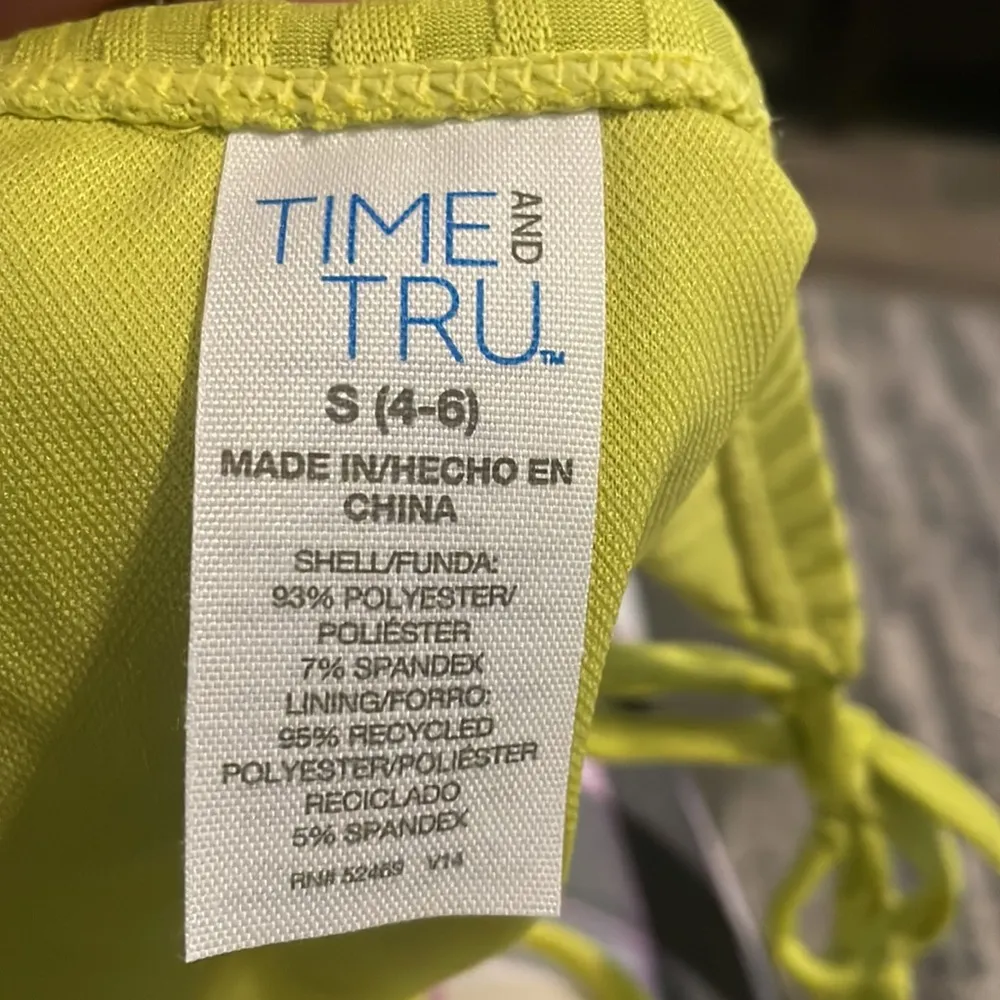 TIME AND
TRU™
S (4-6)
MADE IN/HECHO EN
CHINA
SHELL/FUNDA:
93% POLYESTER/
POLIÉSTER
7% SPANDEX
LINING/FORRO:
95% RECYCLED
POLYESTER/POLIÉSTER
RECICLADO
5% SPANDEX
RN# 52469 V14